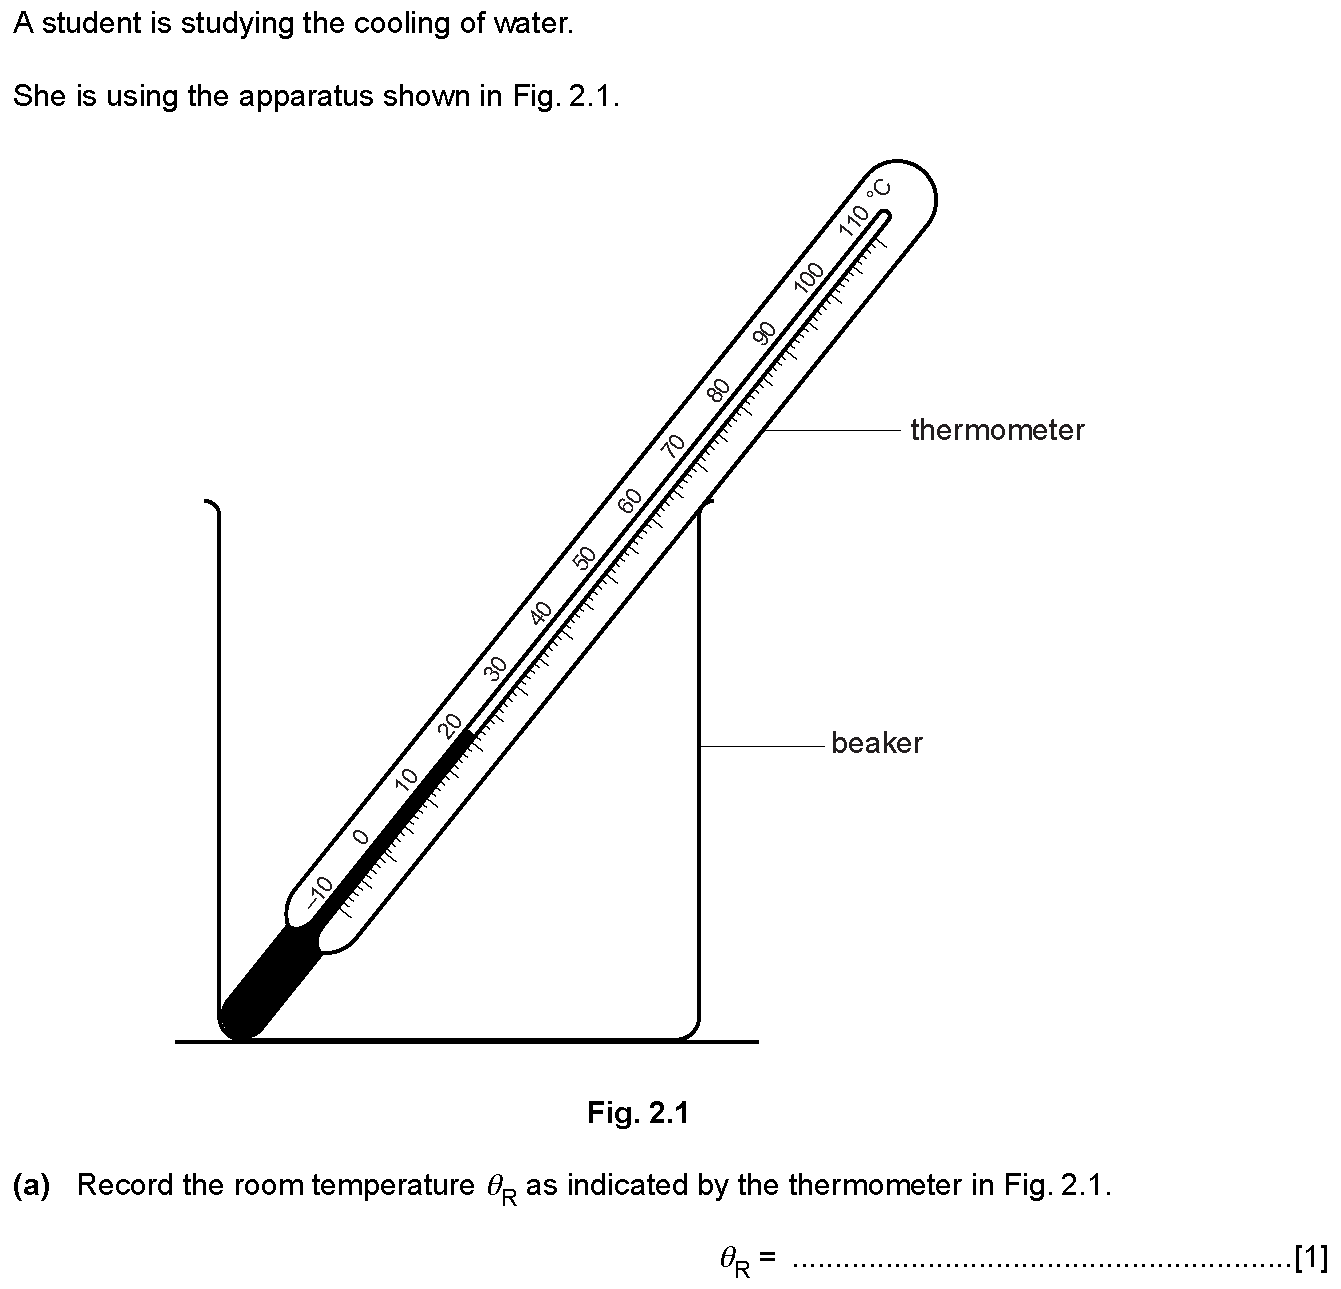 A student is studying the cooling of water.
She is using the apparatus shown in Fig. 2.1.
110 °C
100
90
80
thermometer
70
60
50
40
30
20
beaker
10
0
–10
Fig. 2.1
(a) Record the room temperature θR as indicated by the thermometer in Fig. 2.1.
θR = ..........................................................[1]